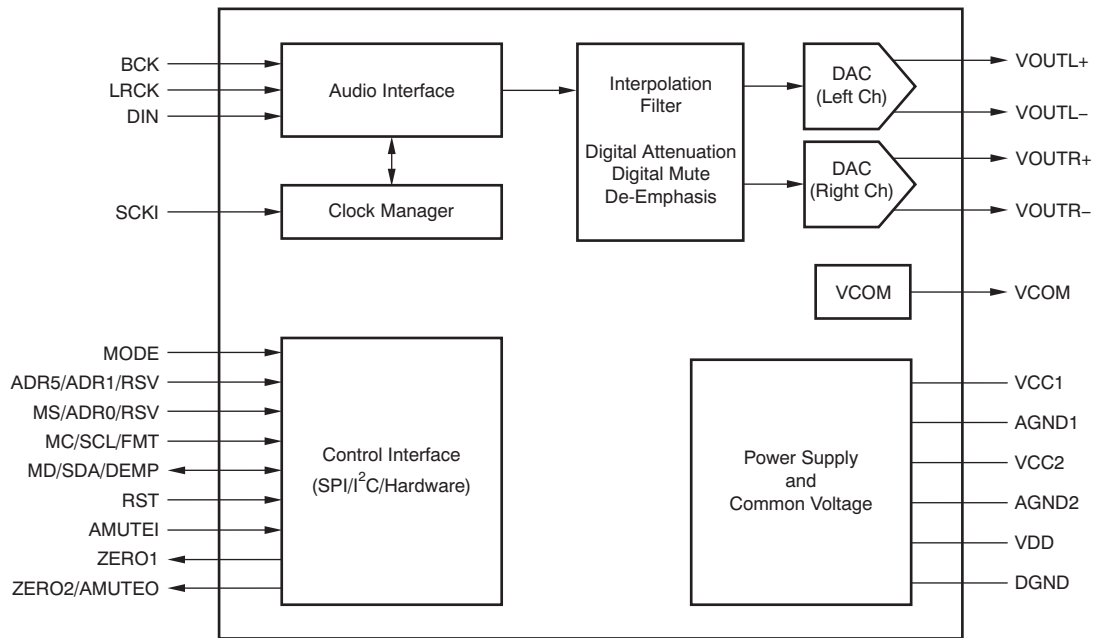 BCK
LRCK
DIN
SCKI
Audio Interface
Clock Manager
Interpolation
Filter
Digital Attenuation
Digital Mute
De-Emphasis
DAC
(Left Ch)
DAC
(Right Ch)
VOUTL+
VOUTL−
VOUTR+
VOUTR−
VCOM
VCOM
MODE
ADR5/ADR1/RSV
MS/ADR0/RSV
MC/SCL/FMT
MD/SDA/DEMP
RST
AMUTEI
ZERO1
ZERO2/AMUTEO
Control Interface
(SPI/I²C/Hardware)
Power Supply
and
Common Voltage
VCC1
AGND1
VCC2
AGND2
VDD
DGND